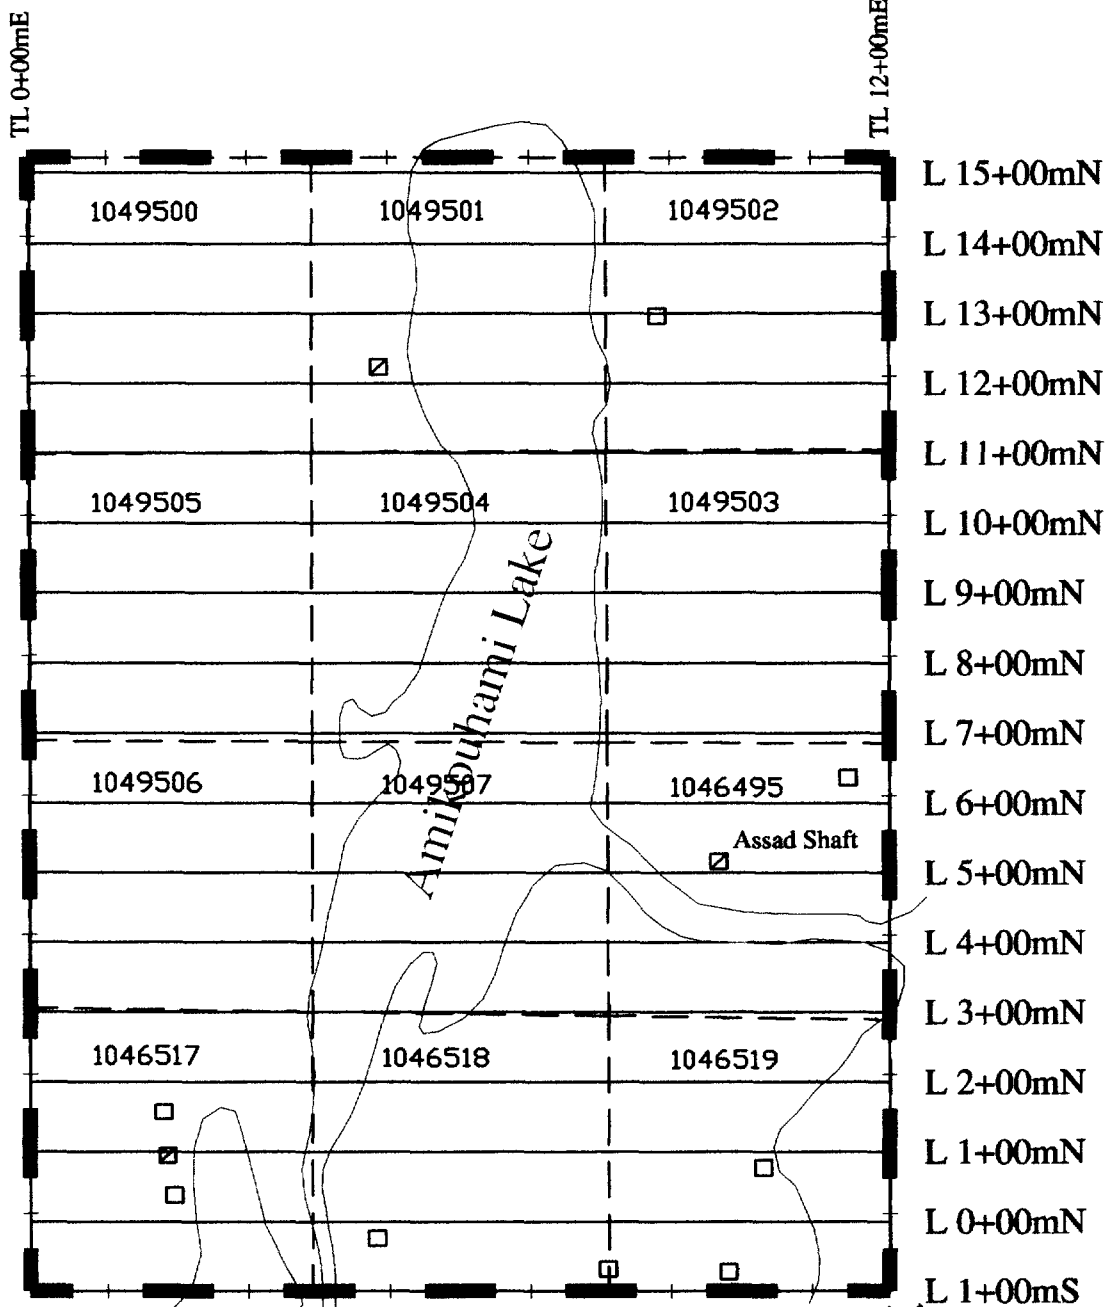 TL 0+00mE
TL 12+00mE
L 15+00mN
1049500 1049501 1049502
L 14+00mN
L 13+00mN
L 12+00mN
L 11+00mN
1049505 1049504 1049503
L 10+00mN
Amikouhami Lake
L 9+00mN
L 8+00mN
L 7+00mN
1049506 1049507 1046495
L 6+00mN
Assad Shaft
L 5+00mN
L 4+00mN
L 3+00mN
1046517 1046518 1046519
L 2+00mN
L 1+00mN
L 0+00mN
L 1+00mS